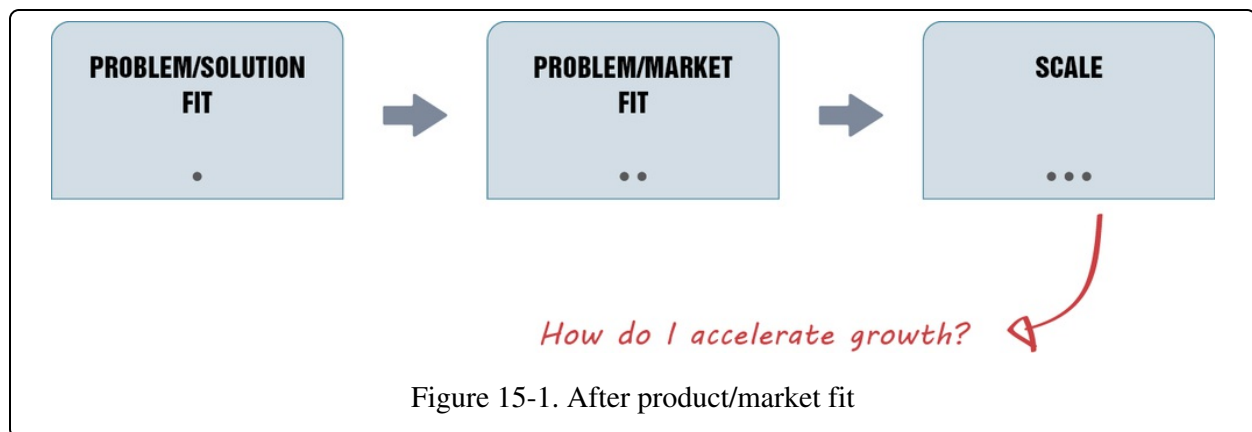 PROBLEM/SOLUTION
FIT
PROBLEM/MARKET
FIT
SCALE
How do I accelerate growth?
Figure 15-1. After product/market fit